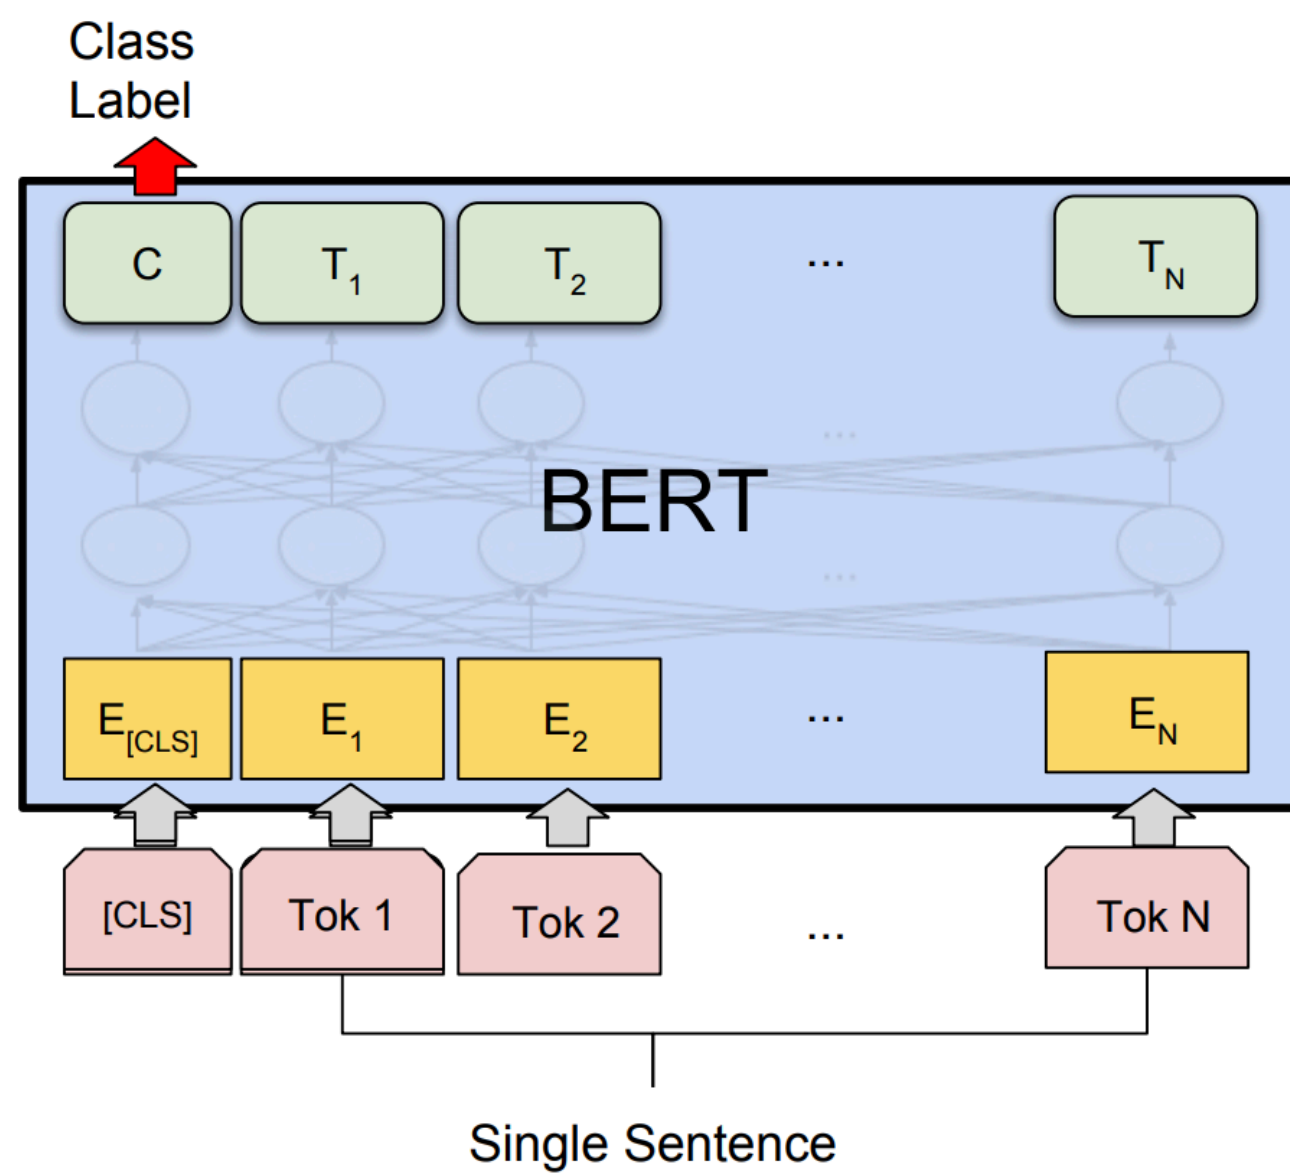 Class
Label
C T1 T2 ... TN
...
BERT
...
E[CLS] E1 E2 ... EN
[CLS] Tok 1 Tok 2 ... Tok N
Single Sentence